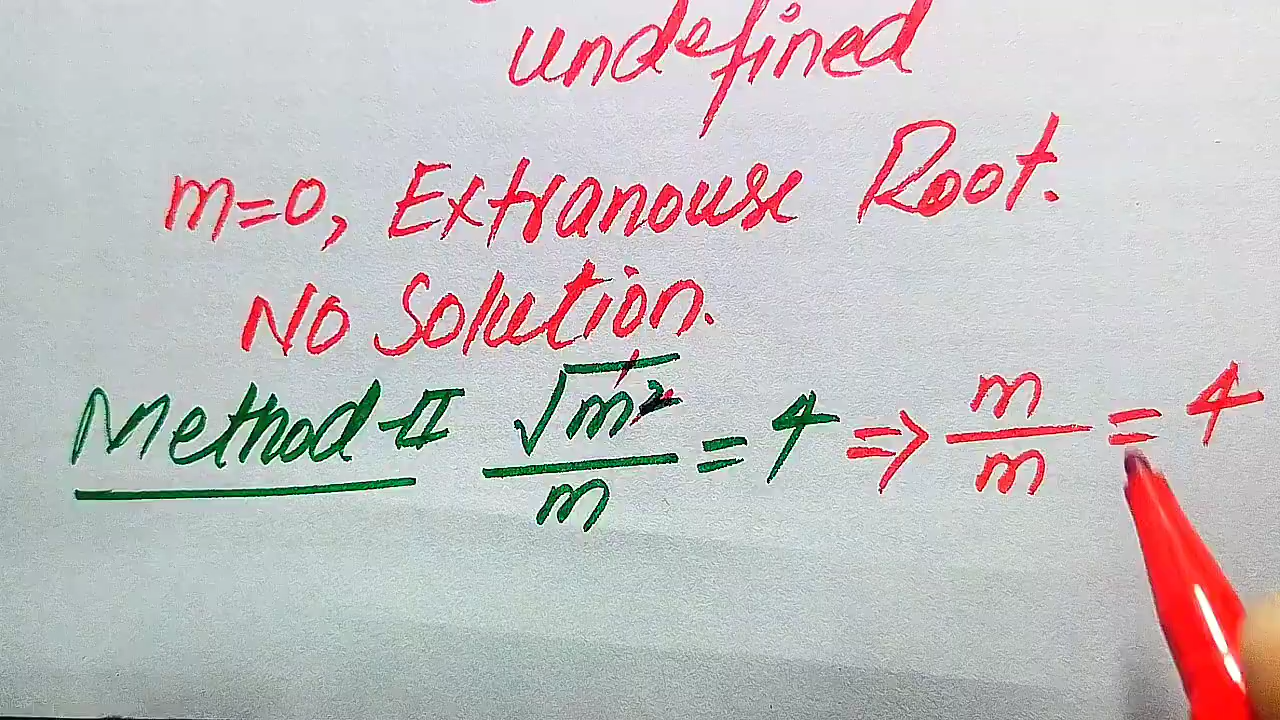 undefined
m=0, Extranouse Root.
No Solution.
Method-II √m² / m = 4 => m / m = 4